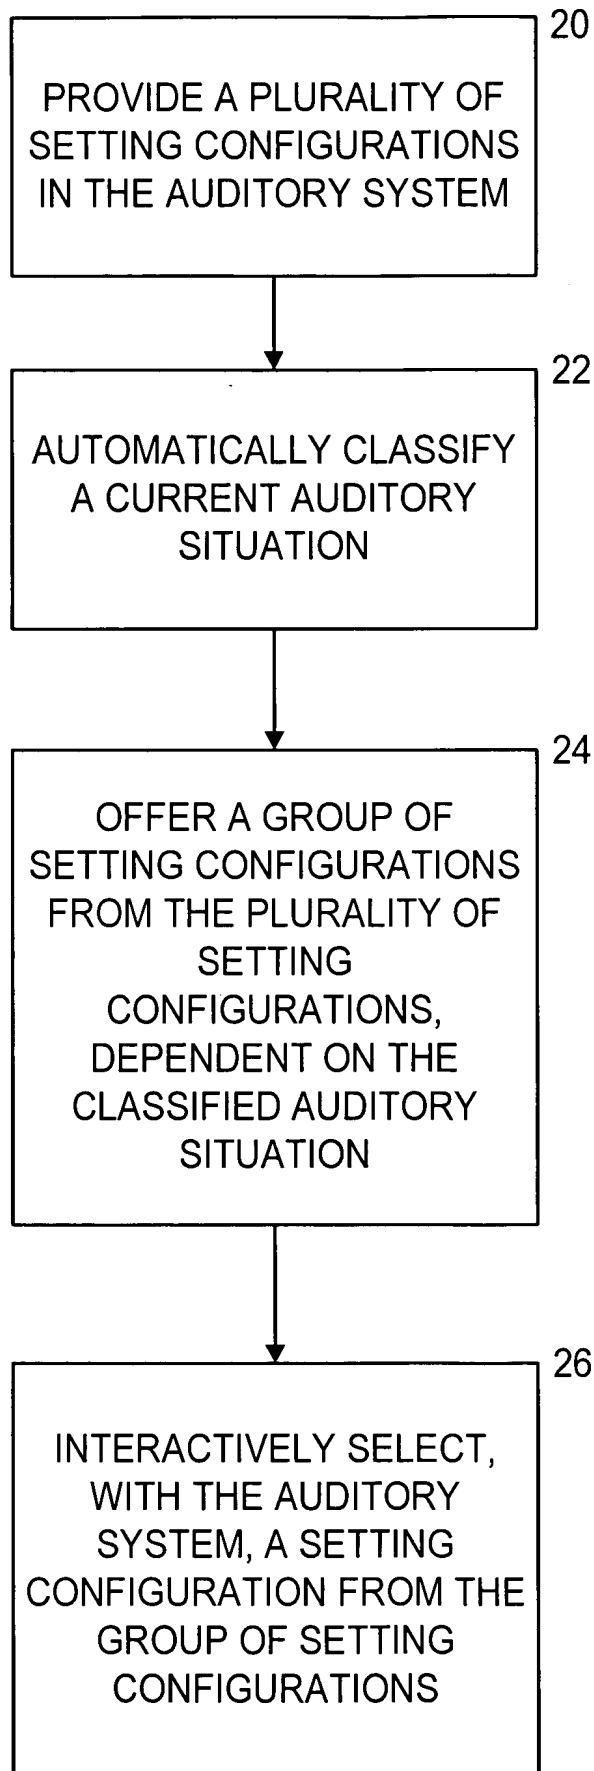 20
PROVIDE A PLURALITY OF
SETTING CONFIGURATIONS
IN THE AUDITORY SYSTEM
22
AUTOMATICALLY CLASSIFY
A CURRENT AUDITORY
SITUATION
24
OFFER A GROUP OF
SETTING CONFIGURATIONS
FROM THE PLURALITY OF
SETTING
CONFIGURATIONS,
DEPENDENT ON THE
CLASSIFIED AUDITORY
SITUATION
26
INTERACTIVELY SELECT,
WITH THE AUDITORY
SYSTEM, A SETTING
CONFIGURATION FROM THE
GROUP OF SETTING
CONFIGURATIONS